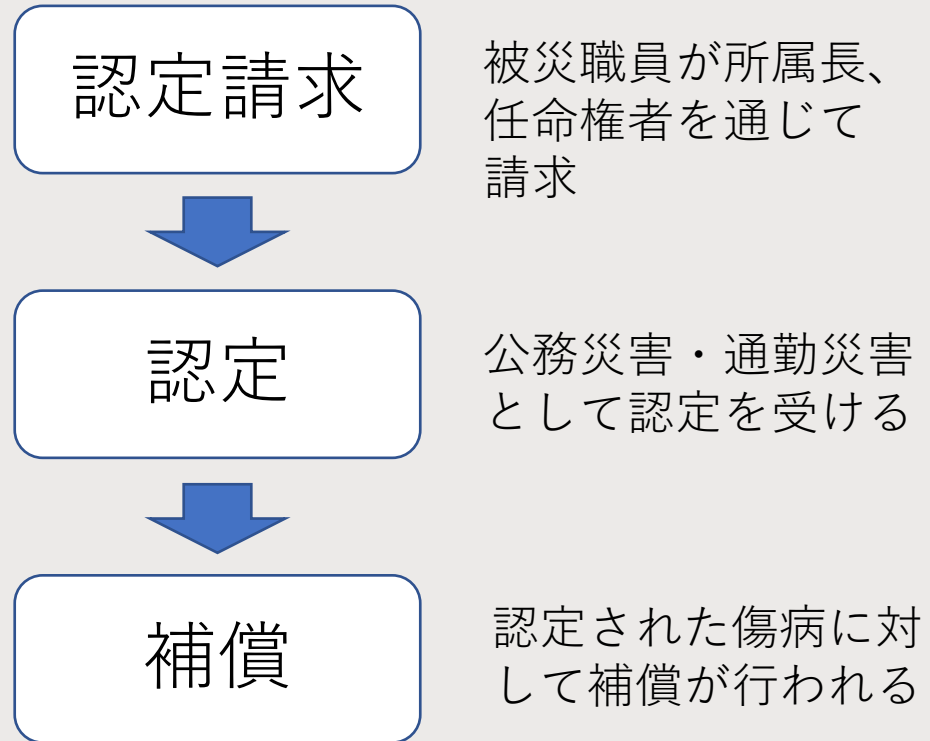 認定請求
被災職員が所属長、
任命権者を通じて
請求
認定
公務災害・通勤災害
として認定を受ける
補償
認定された傷病に対
して補償が行われる